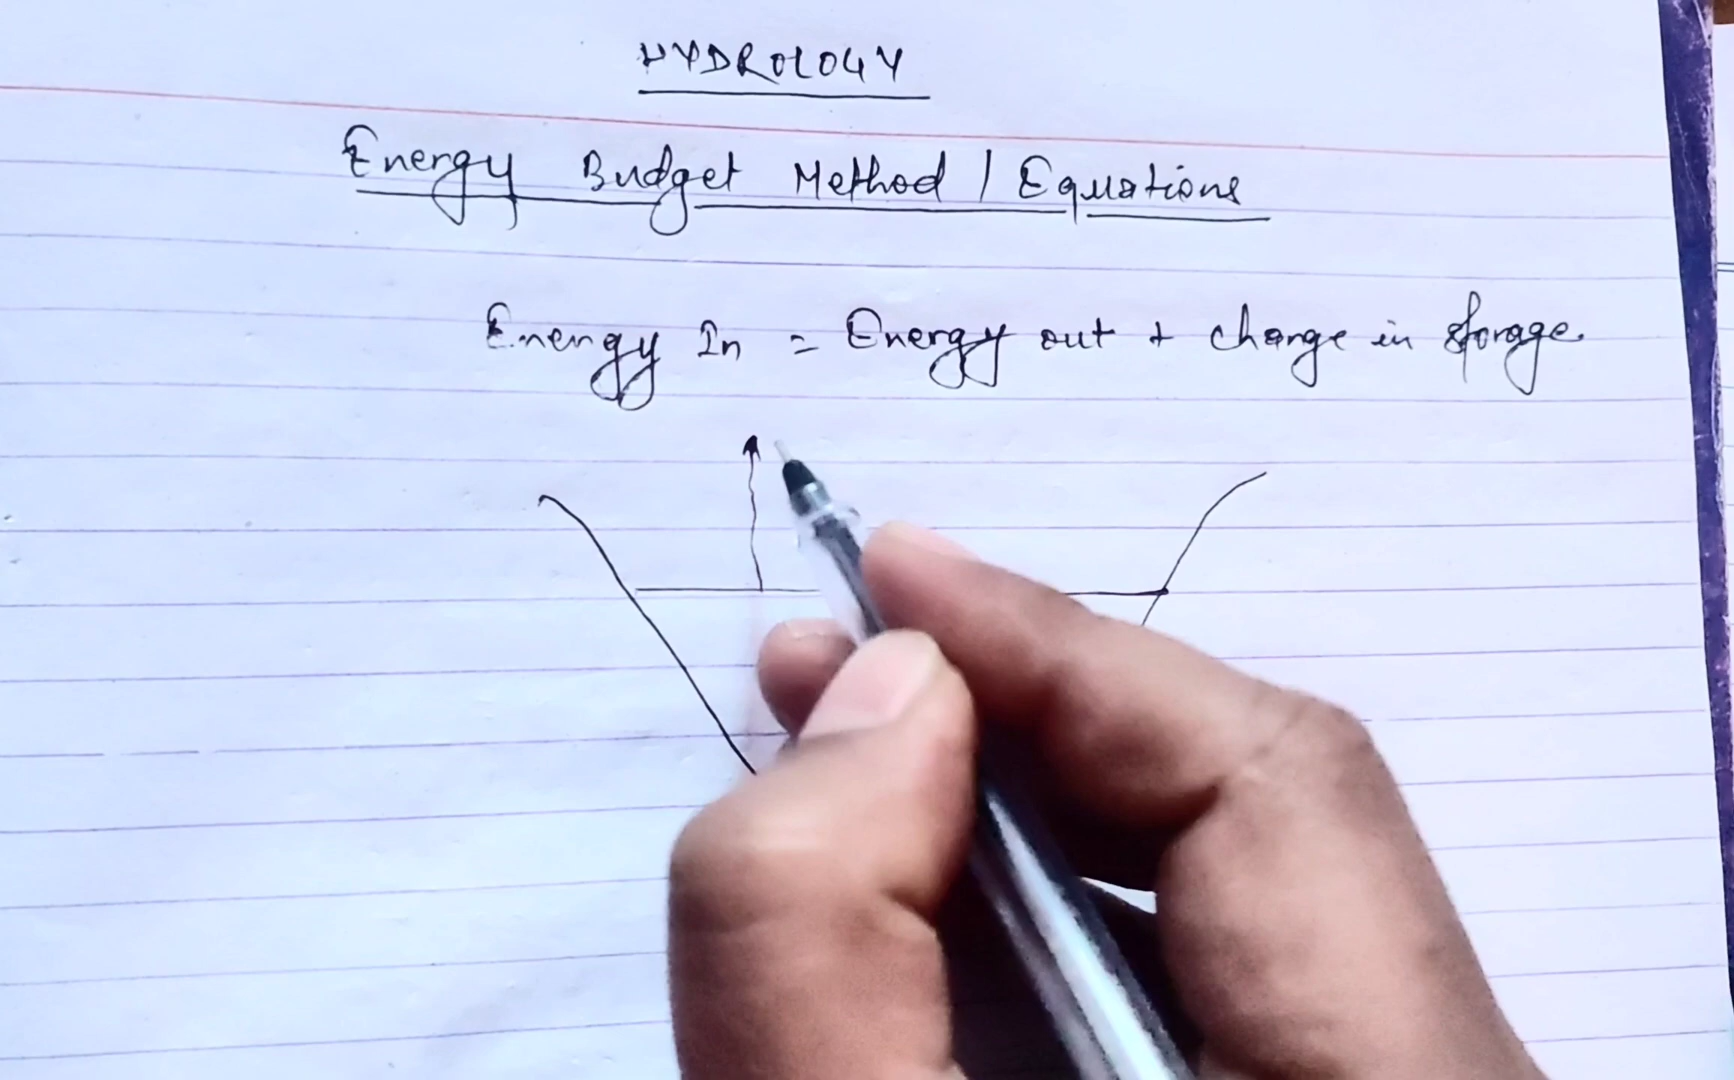 HYDROLOGY
Energy Budget Method / Equations
Energy In = Energy out + change in storage.